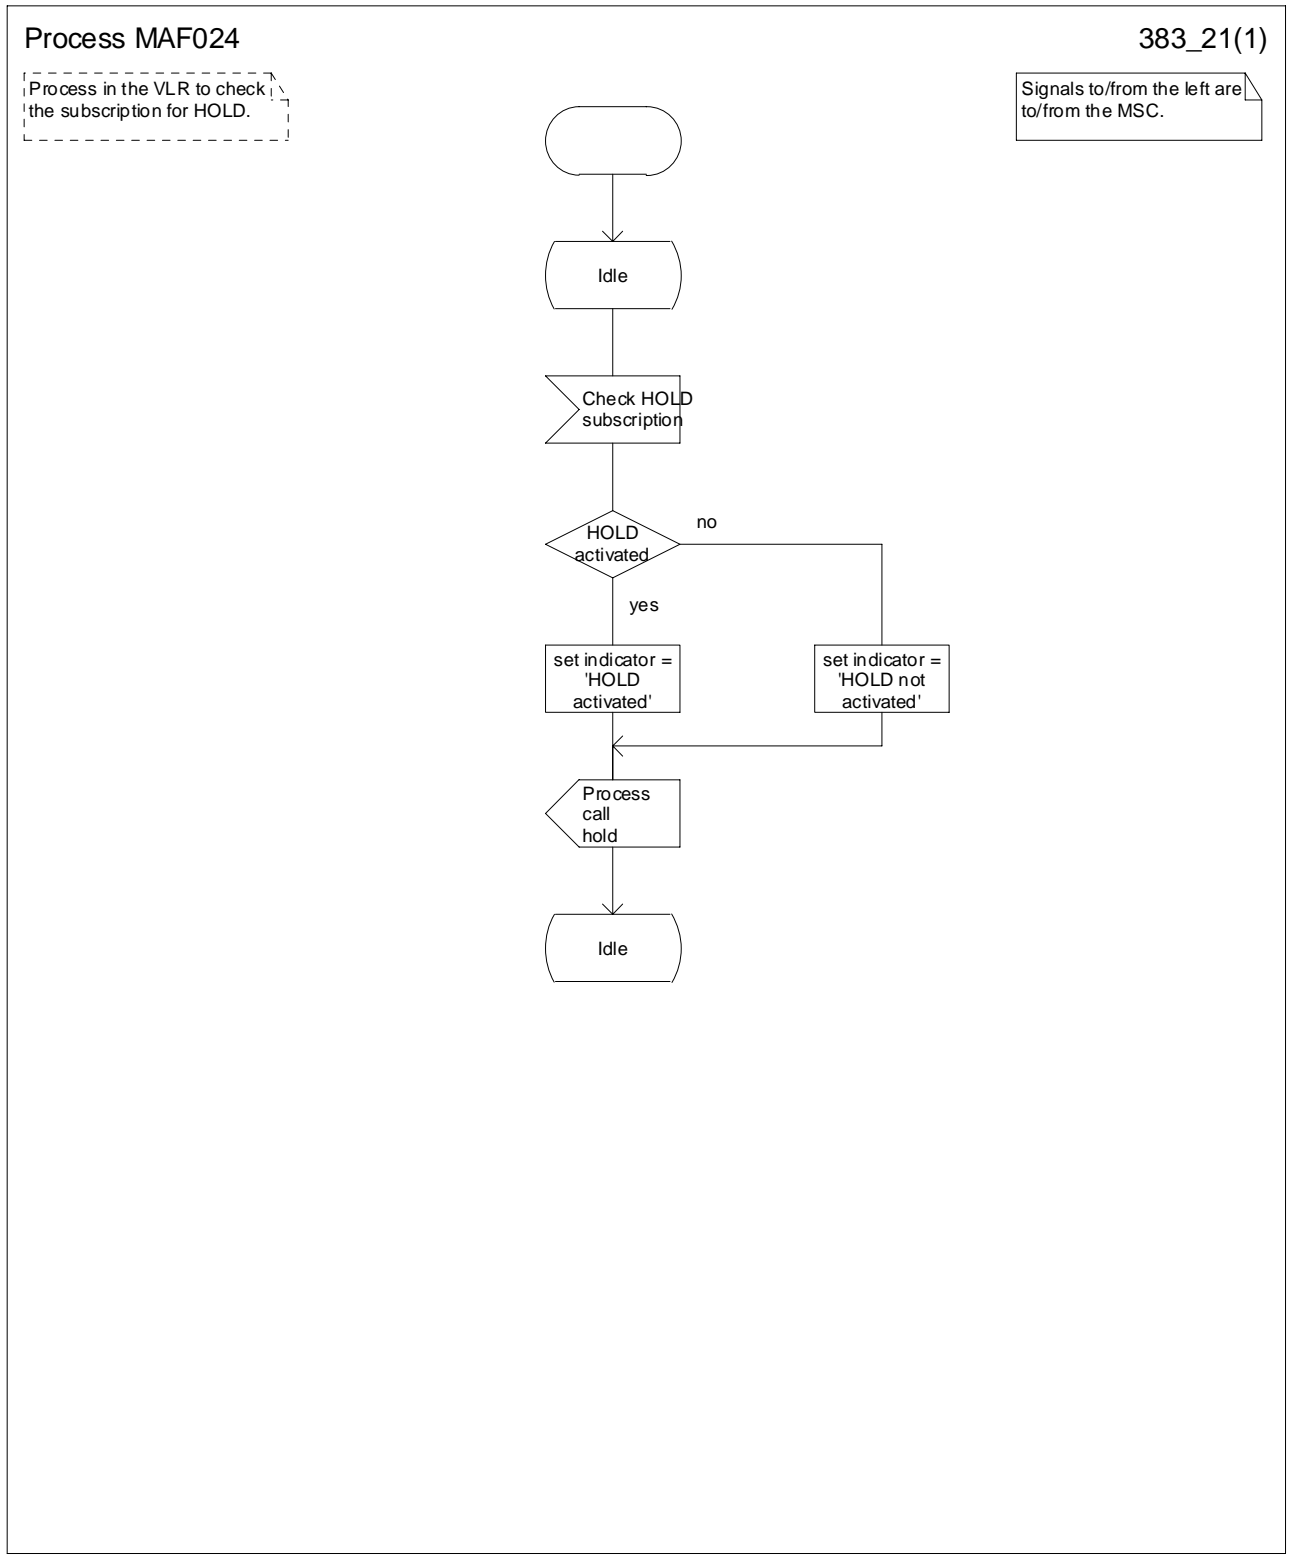 Process MAF024
383_21(1)
Process in the VLR to check
the subscription for HOLD.
Signals to/from the left are
to/from the MSC.
Idle
Check HOLD
subscription
HOLD
activated
no
yes
set indicator =
'HOLD
activated'
set indicator =
'HOLD not
activated'
Process
call
hold
Idle